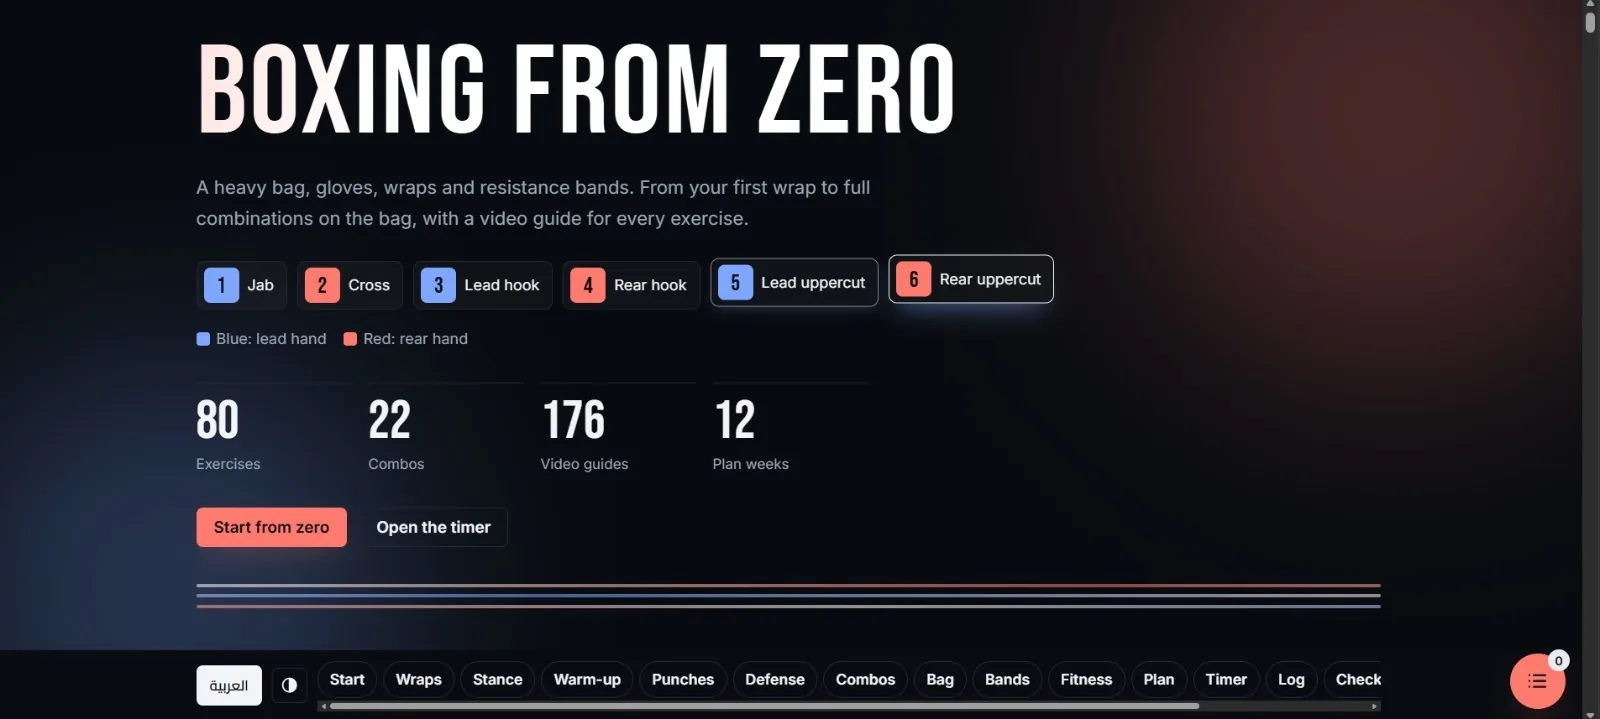 BOXING FROM ZERO
A heavy bag, gloves, wraps and resistance bands. From your first wrap to full
combinations on the bag, with a video guide for every exercise.
1 Jab 2 Cross 3 Lead hook 4 Rear hook 5 Lead uppercut 6 Rear uppercut
Blue: lead hand Red: rear hand
80 22 176 12
Exercises Combos Video guides Plan weeks
Start from zero Open the timer
العربية Start Wraps Stance Warm-up Punches Defense Combos Bag Bands Fitness Plan Timer Log Check
0